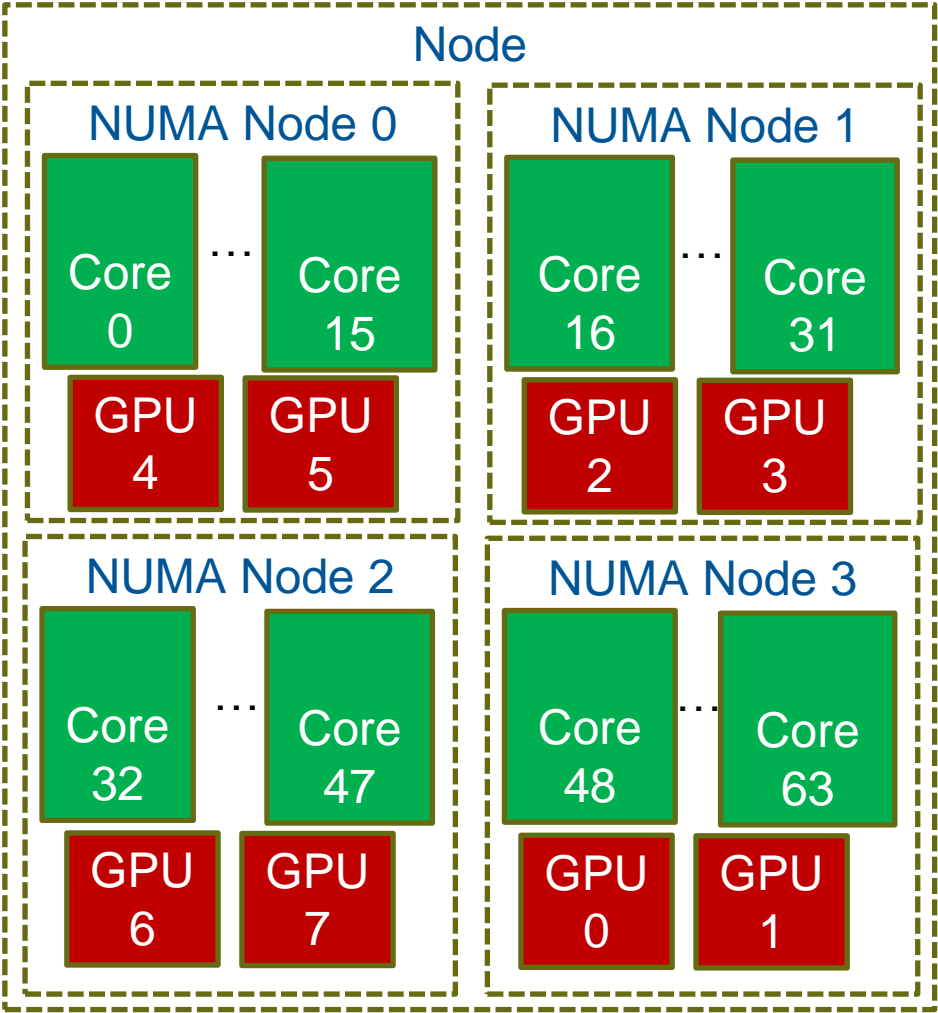 Node
NUMA Node 0
Core
0
...
Core
15
GPU
4
GPU
5
NUMA Node 1
Core
16
...
Core
31
GPU
2
GPU
3
NUMA Node 2
Core
32
...
Core
47
GPU
6
GPU
7
NUMA Node 3
Core
48
...
Core
63
GPU
0
GPU
1